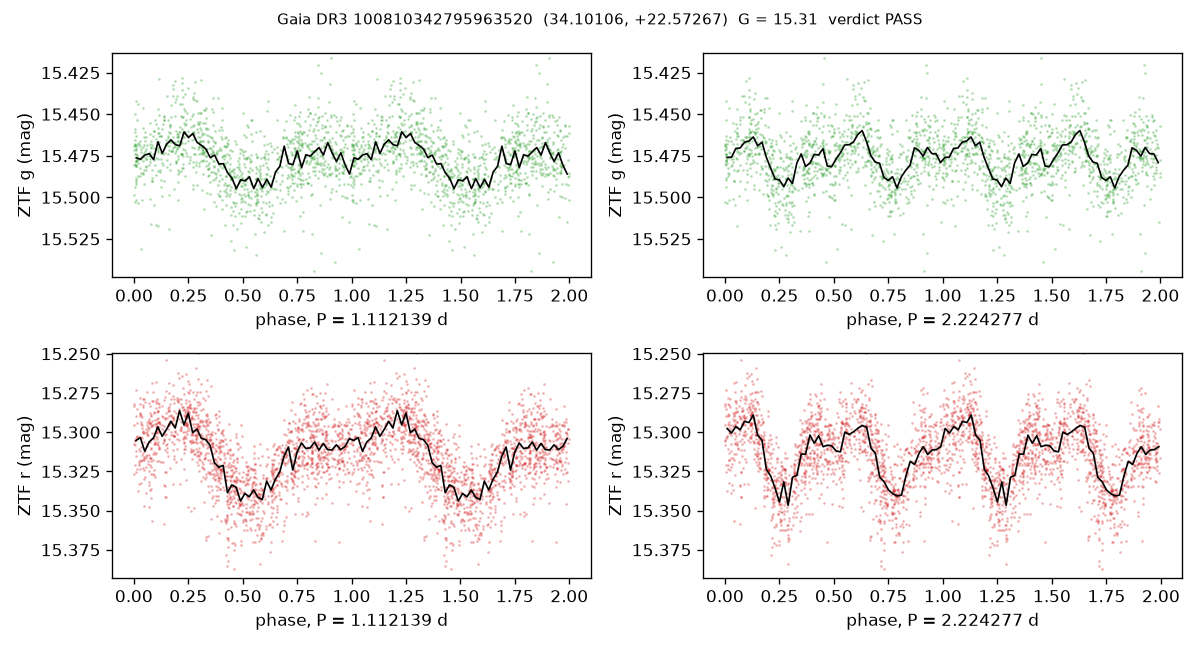 Gaia DR3 100810342795963520  (34.10106, +22.57267)  G = 15.31  verdict PASS
15.425
15.450
15.475
15.500
15.525
ZTF g (mag)
0.00 0.25 0.50 0.75 1.00 1.25 1.50 1.75 2.00
phase, P = 1.112139 d
15.425
15.450
15.475
15.500
15.525
ZTF g (mag)
0.00 0.25 0.50 0.75 1.00 1.25 1.50 1.75 2.00
phase, P = 2.224277 d
15.250
15.275
15.300
15.325
15.350
15.375
ZTF r (mag)
0.00 0.25 0.50 0.75 1.00 1.25 1.50 1.75 2.00
phase, P = 1.112139 d
15.250
15.275
15.300
15.325
15.350
15.375
ZTF r (mag)
0.00 0.25 0.50 0.75 1.00 1.25 1.50 1.75 2.00
phase, P = 2.224277 d